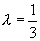 λ = 1/3